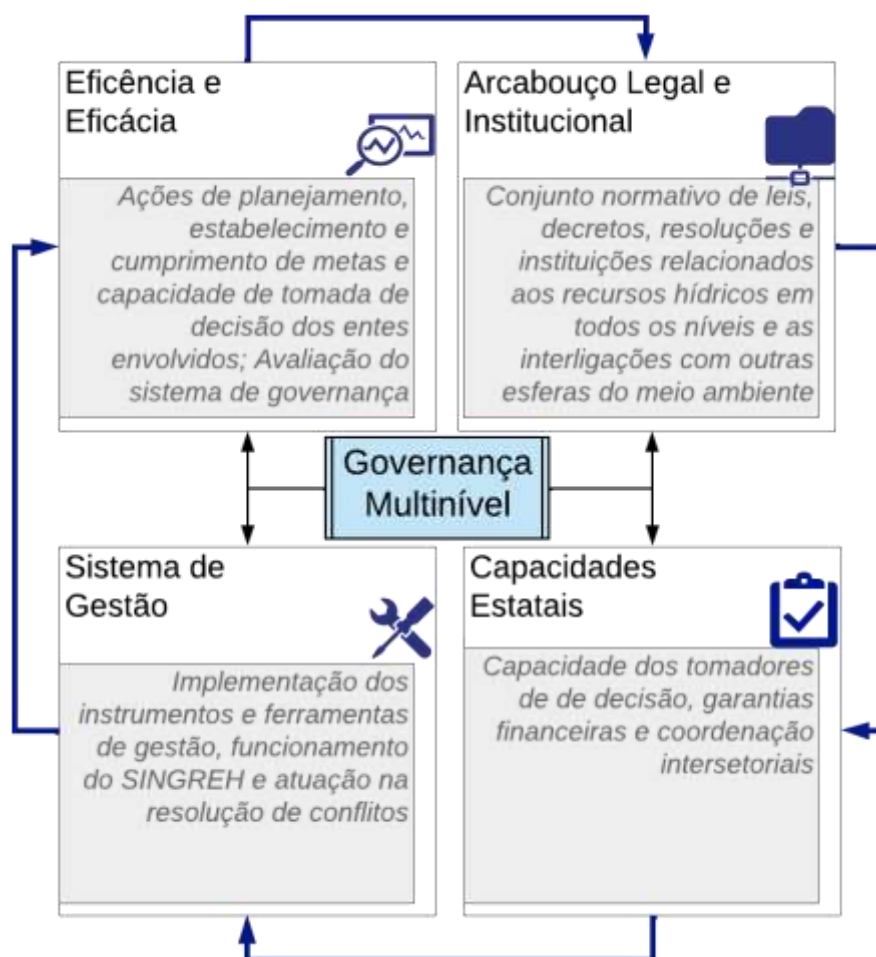 Eficência e
Eficácia
Ações de planejamento,
estabelecimento e
cumprimento de metas e
capacidade de tomada de
decisão dos entes
envolvidos; Avaliação do
sistema de governança
Arcabouço Legal e
Institucional
Conjunto normativo de leis,
decretos, resoluções e
instituições relacionados
aos recursos hídricos em
todos os níveis e as
interligações com outras
esferas do meio ambiente
Governança
Multinível
Sistema de
Gestão
Implementação dos
instrumentos e ferramentas
de gestão, funcionamento
do SINGREH e atuação na
resolução de conflitos
Capacidades
Estatais
Capacidade dos tomadores
de de decisão, garantias
financeiras e coordenação
intersetoriais